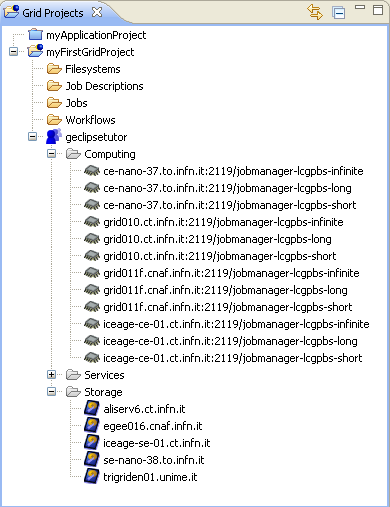 Grid Projects
myApplicationProject
myFirstGridProject
Filesystems
Job Descriptions
Jobs
Workflows
geclipsetutor
Computing
ce-nano-37.to.infn.it:2119/jobmanager-lcgpbs-infinite
ce-nano-37.to.infn.it:2119/jobmanager-lcgpbs-long
ce-nano-37.to.infn.it:2119/jobmanager-lcgpbs-short
grid010.ct.infn.it:2119/jobmanager-lcgpbs-infinite
grid010.ct.infn.it:2119/jobmanager-lcgpbs-long
grid010.ct.infn.it:2119/jobmanager-lcgpbs-short
grid011f.cnaf.infn.it:2119/jobmanager-lcgpbs-infinite
grid011f.cnaf.infn.it:2119/jobmanager-lcgpbs-long
grid011f.cnaf.infn.it:2119/jobmanager-lcgpbs-short
iceage-ce-01.ct.infn.it:2119/jobmanager-lcgpbs-infinite
iceage-ce-01.ct.infn.it:2119/jobmanager-lcgpbs-long
iceage-ce-01.ct.infn.it:2119/jobmanager-lcgpbs-short
Services
Storage
aliserv6.ct.infn.it
egee016.cnaf.infn.it
iceage-se-01.ct.infn.it
se-nano-38.to.infn.it
trigriden01.unime.it